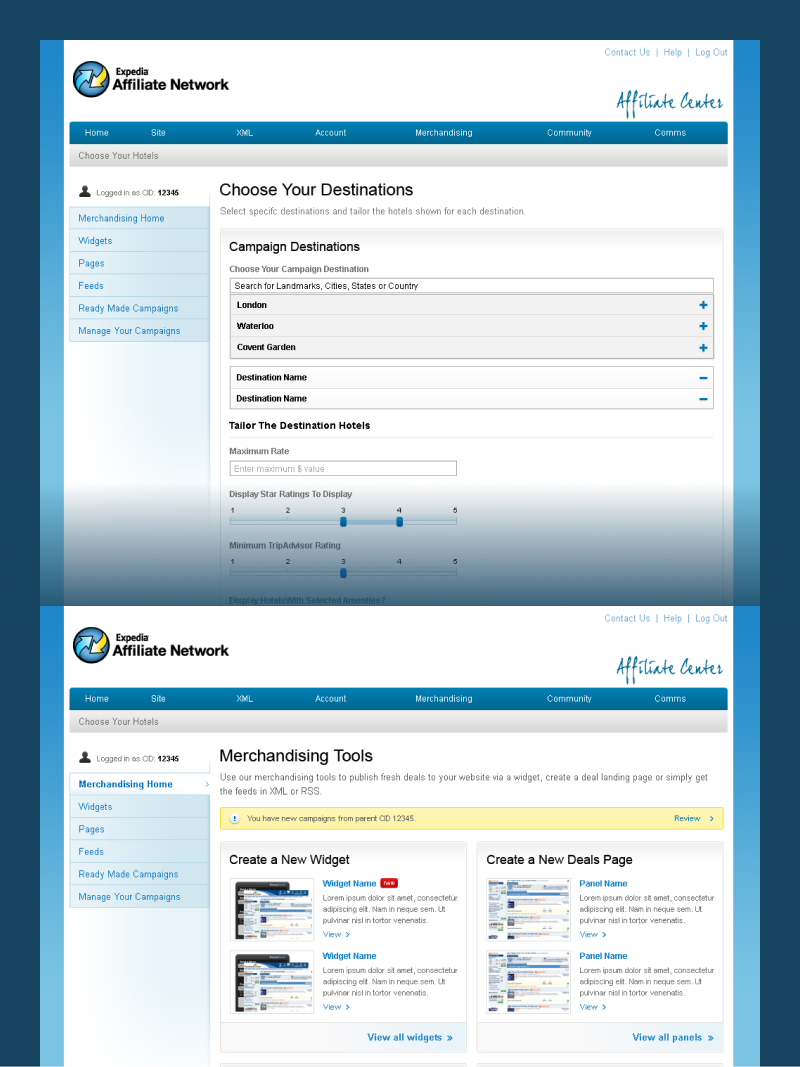 Contact Us | Help | Log Out
Expedia
Affiliate Network
Affiliate Center
Home Site XML Account Merchandising Community Comms
Choose Your Hotels
Logged in as CID: 12345
Merchandising Home
Widgets
Pages
Feeds
Ready Made Campaigns
Manage Your Campaigns
Choose Your Destinations
Select specifc destinations and tailor the hotels shown for each destination.
Campaign Destinations
Choose Your Campaign Destination
Search for Landmarks, Cities, States or Country
London
Waterloo
Covent Garden
Destination Name
Destination Name
Tailor The Destination Hotels
Maximum Rate
Enter maximum $ value
Display Star Ratings To Display
1 2 3 4 5
Minimum TripAdvisor Rating
1 2 3 4 5
Display Hotels With Selected Amenties?
Contact Us | Help | Log Out
Expedia
Affiliate Network
Affiliate Center
Home Site XML Account Merchandising Community Comms
Choose Your Hotels
Logged in as CID: 12345
Merchandising Home
Widgets
Pages
Feeds
Ready Made Campaigns
Manage Your Campaigns
Merchandising Tools
Use our merchandising tools to publish fresh deals to your website via a widget, create a deal landing page or simply get
the feeds in XML or RSS.
You have new campaigns from parent CID 12345. Review
Create a New Widget
Widget Name new
Lorem ipsum dolor sit amet, consectetur
adipiscing elit. Nam in neque sem. Ut
pulvinar nisl in tortor venenatis.
View
Widget Name
Lorem ipsum dolor sit amet, consectetur
adipiscing elit. Nam in neque sem. Ut
pulvinar nisl in tortor venenatis.
View
View all widgets »
Create a New Deals Page
Panel Name
Lorem ipsum dolor sit amet, consectetur
adipiscing elit. Nam in neque sem. Ut
pulvinar nisl in tortor venenatis.
View
Panel Name
Lorem ipsum dolor sit amet, consectetur
adipiscing elit. Nam in neque sem. Ut
pulvinar nisl in tortor venenatis.
View
View all panels »